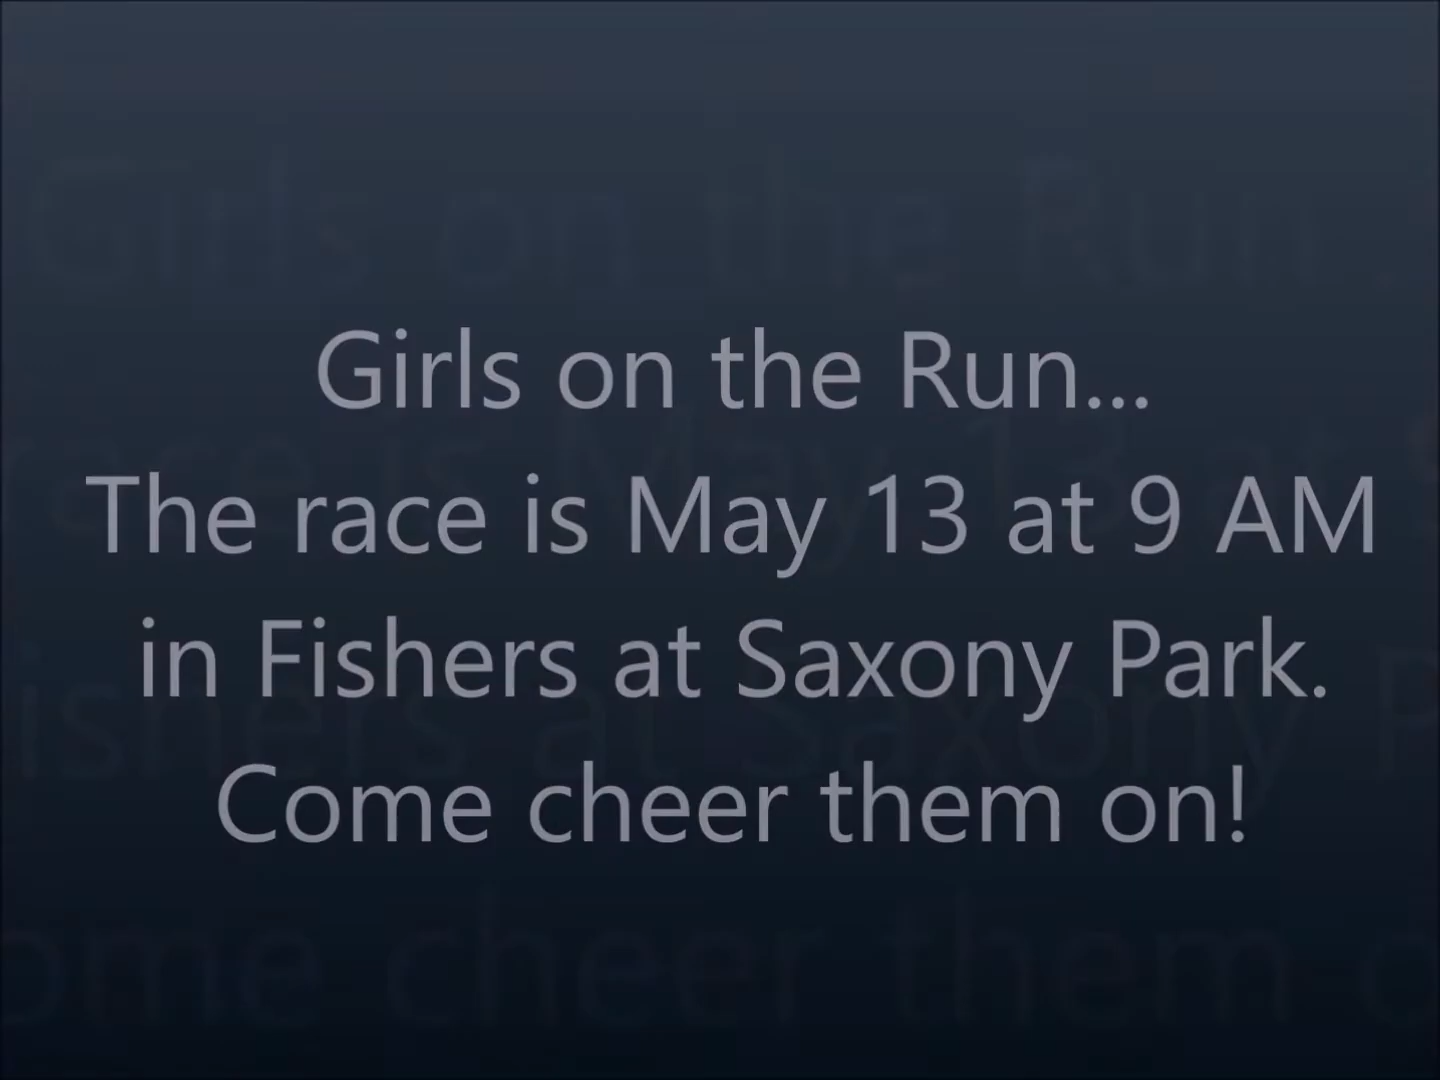 Girls on the Run...
The race is May 13 at 9 AM
in Fishers at Saxony Park.
Come cheer them on!